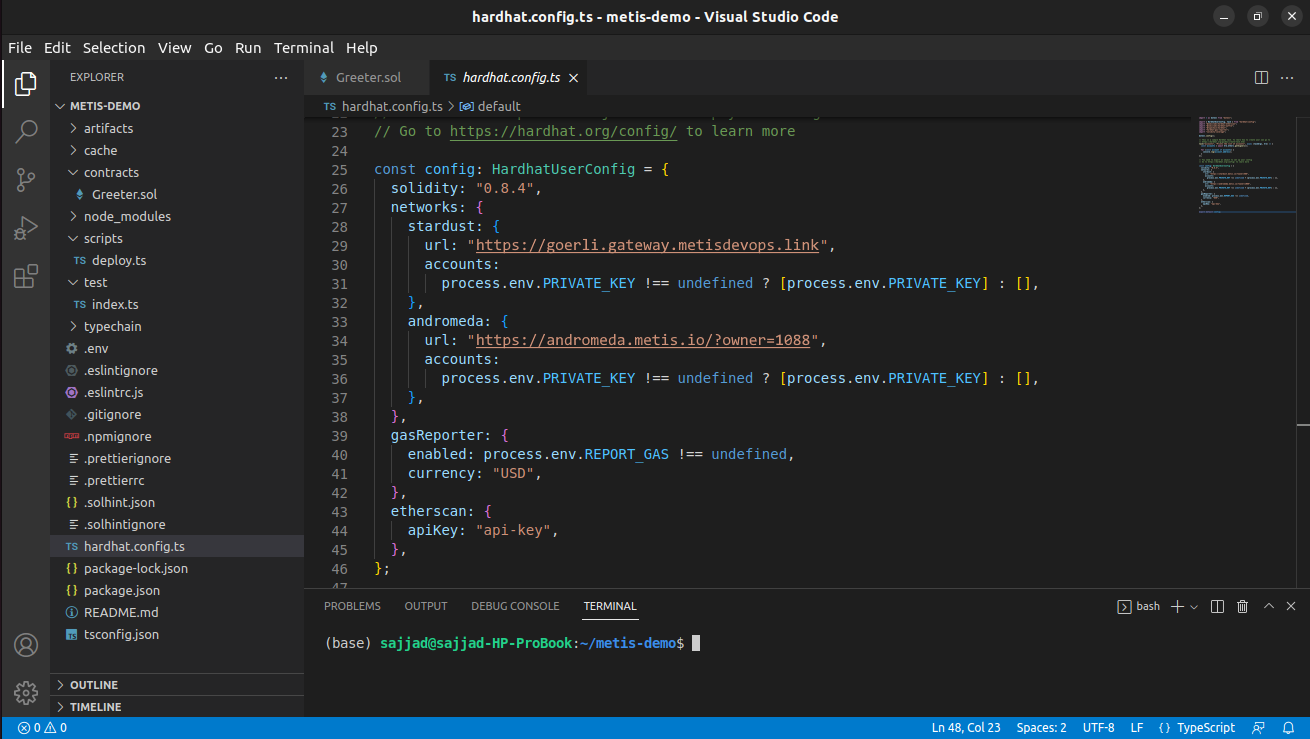 hardhat.config.ts - metis-demo - Visual Studio Code
File Edit Selection View Go Run Terminal Help
EXPLORER
METIS-DEMO
artifacts
cache
contracts
Greeter.sol
node_modules
scripts
deploy.ts
test
index.ts
typechain
.env
.eslintignore
.eslintrc.js
.gitignore
.npmignore
.prettierignore
.prettierrc
.solhint.json
.solhintignore
hardhat.config.ts
package-lock.json
package.json
README.md
tsconfig.json
OUTLINE
TIMELINE
Greeter.sol
TS hardhat.config.ts
TS hardhat.config.ts > default
23 // Go to https://hardhat.org/config/ to learn more
24
25 const config: HardhatUserConfig = {
26 solidity: "0.8.4",
27 networks: {
28 stardust: {
29 url: "https://goerli.gateway.metisdevops.link",
30 accounts:
31 process.env.PRIVATE_KEY !== undefined ? [process.env.PRIVATE_KEY] : [],
32 },
33 andromeda: {
34 url: "https://andromeda.metis.io/?owner=1088",
35 accounts:
36 process.env.PRIVATE_KEY !== undefined ? [process.env.PRIVATE_KEY] : [],
37 },
38 },
39 gasReporter: {
40 enabled: process.env.REPORT_GAS !== undefined,
41 currency: "USD",
42 },
43 etherscan: {
44 apiKey: "api-key",
45 },
46 };
47
PROBLEMS OUTPUT DEBUG CONSOLE TERMINAL
bash
(base) sajjad@sajjad-HP-ProBook:~/metis-demo$
0 0
Ln 48, Col 23 Spaces: 2 UTF-8 LF {} TypeScript